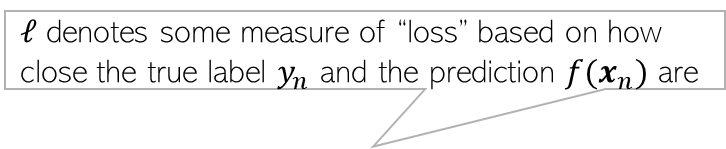 ℓ denotes some measure of “loss” based on how
close the true label yₙ and the prediction f(xₙ) are